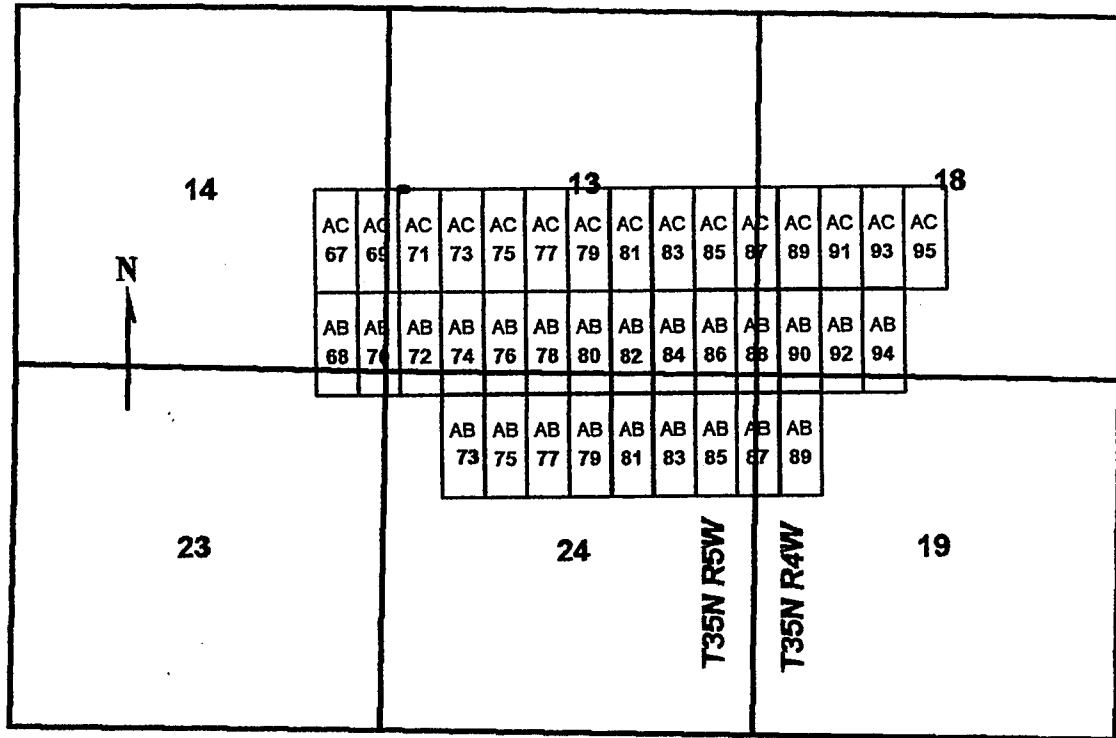 14
13
18
N
AC AC AC AC AC AC AC AC AC AC AC AC AC AC AC
67 69 71 73 75 77 79 81 83 85 87 89 91 93 95
AB AB AB AB AB AB AB AB AB AB AB AB AB AB
68 70 72 74 76 78 80 82 84 86 88 90 92 94
AB AB AB AB AB AB AB AB AB
73 75 77 79 81 83 85 87 89
23
24
19
T35N R5W
T35N R4W